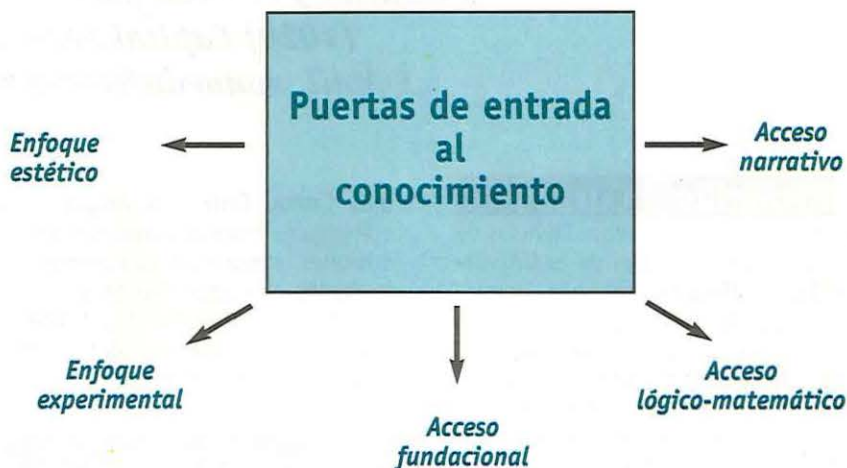 Puertas de entrada
al
conocimiento
Enfoque
estético
Acceso
narrativo
Enfoque
experimental
Acceso
fundacional
Acceso
lógico-matemático